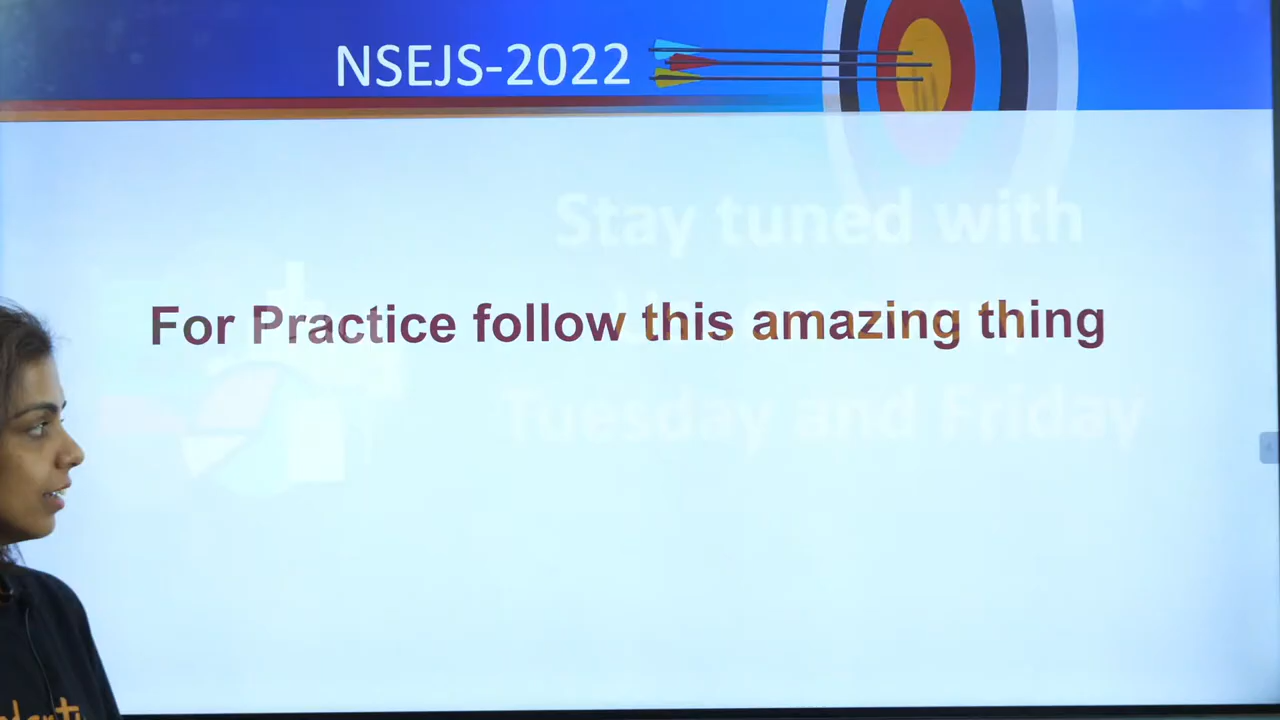 NSEJS-2022
Stay tuned with
For Practice follow this amazing thing
Tuesday and Friday